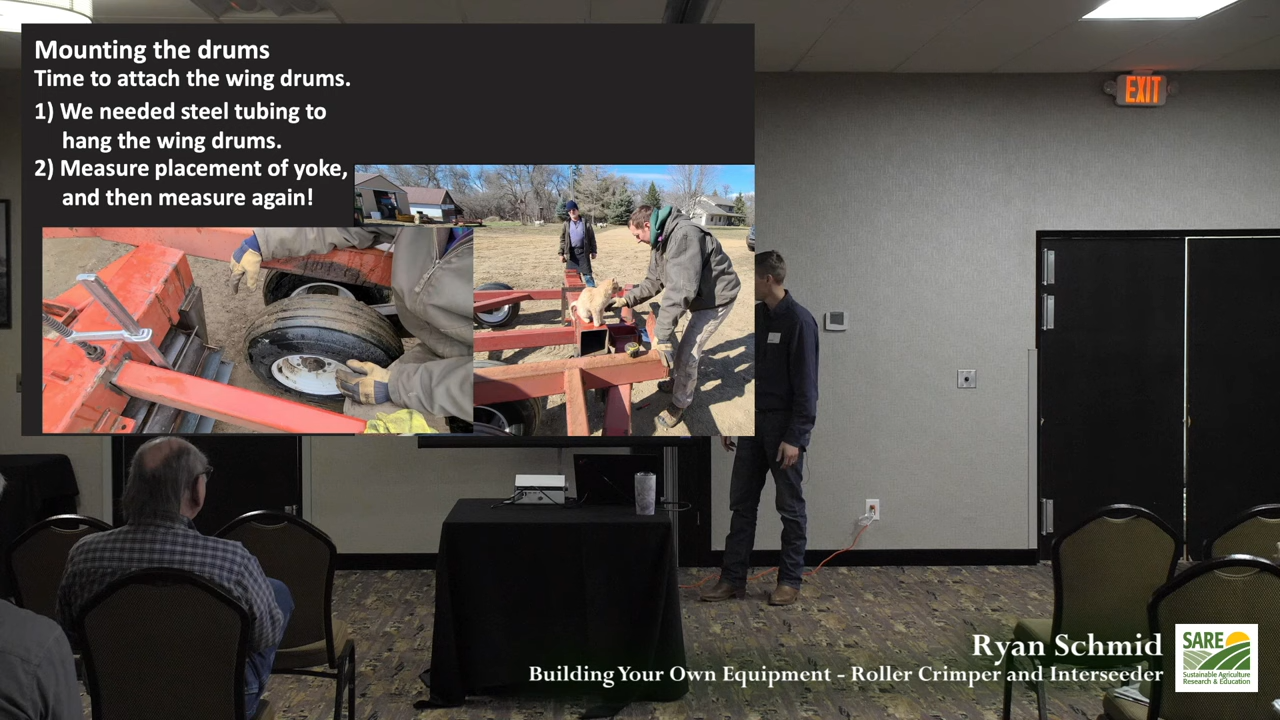 Mounting the drums
Time to attach the wing drums.
1) We needed steel tubing to
hang the wing drums.
2) Measure placement of yoke,
and then measure again!
EXIT
Ryan Schmid
Building Your Own Equipment - Roller Crimper and Interseeder
SARE
Sustainable Agriculture
Research & Education